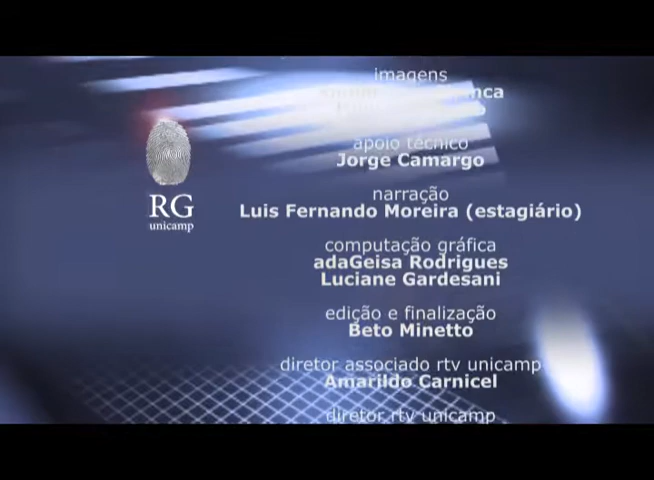 imagens
apoio técnico
Jorge Camargo
RG
unicamp
narração
Luis Fernando Moreira (estagiário)
computação gráfica
adaGeisa Rodrigues
Luciane Gardesani
edição e finalização
Beto Minetto
diretor associado rtv unicamp
Amarildo Carnicel
diretor rtv unicamp